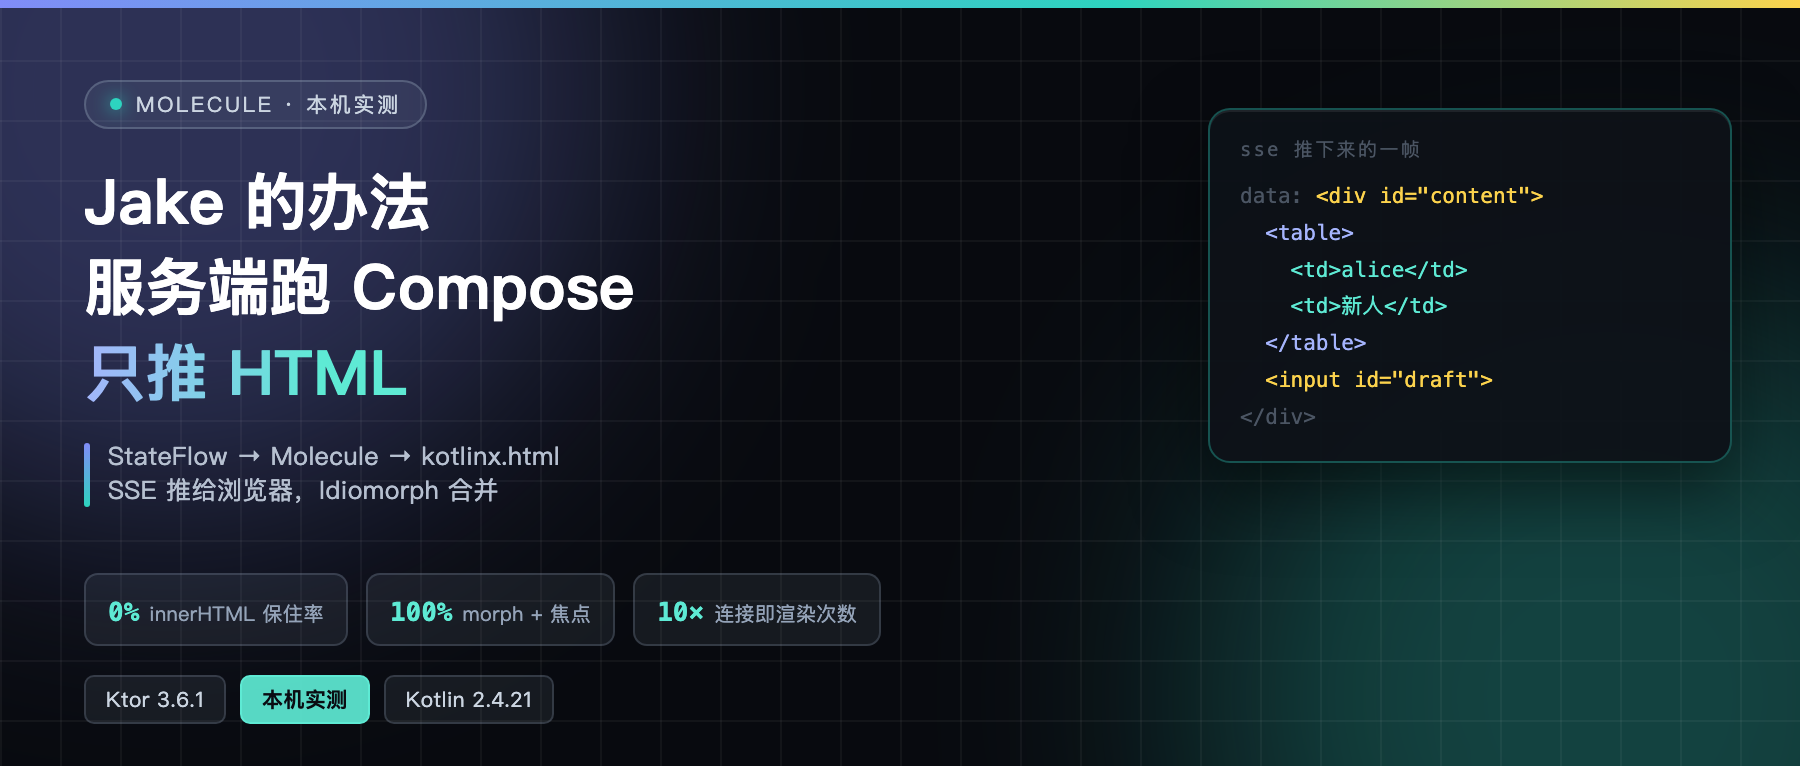 MOLECULE · 本机实测
Jake 的办法
服务端跑 Compose
只推 HTML
StateFlow → Molecule → kotlinx.html
SSE 推给浏览器，Idiomorph 合并
0% innerHTML 保住率
100% morph + 焦点
10× 连接即渲染次数
Ktor 3.6.1
本机实测
Kotlin 2.4.21
sse 推下来的一帧
data: <div id="content">
<table>
<td>alice</td>
<td>新人</td>
</table>
<input id="draft">
</div>